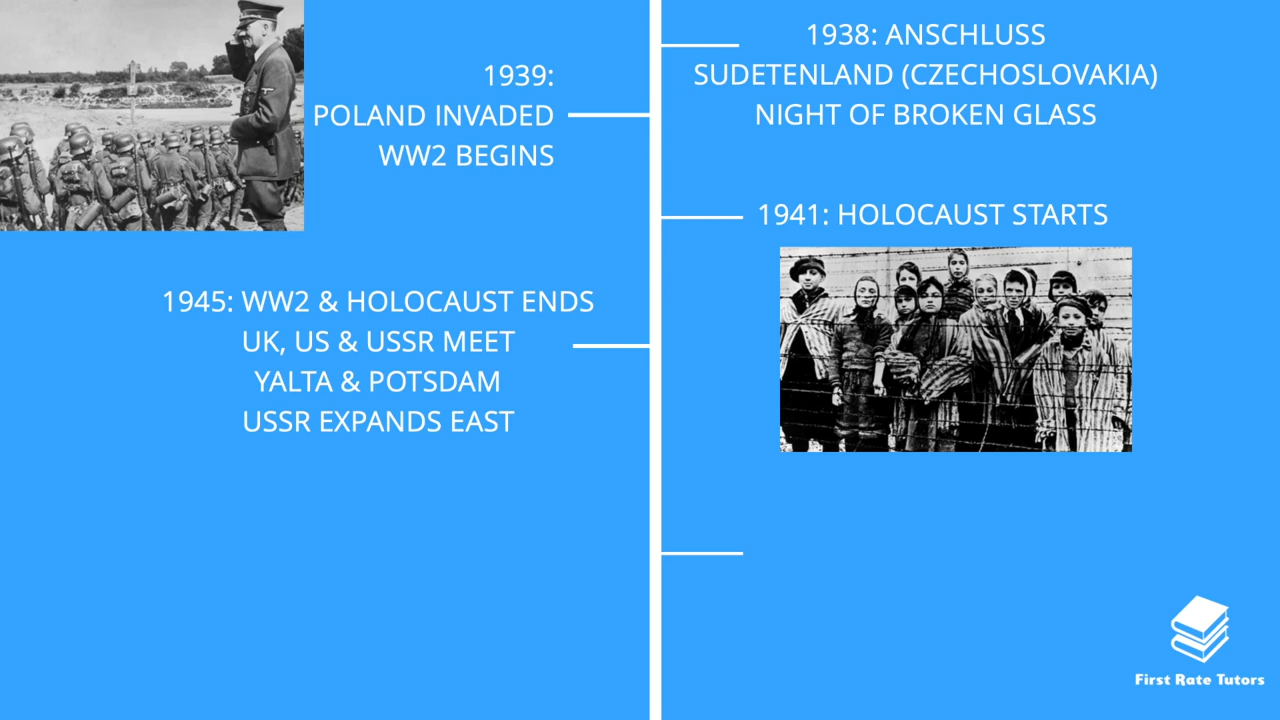 1938: ANSCHLUSS
SUDETENLAND (CZECHOSLOVAKIA)
NIGHT OF BROKEN GLASS
1939:
POLAND INVADED
WW2 BEGINS
1941: HOLOCAUST STARTS
1945: WW2 & HOLOCAUST ENDS
UK, US & USSR MEET
YALTA & POTSDAM
USSR EXPANDS EAST
First Rate Tutors